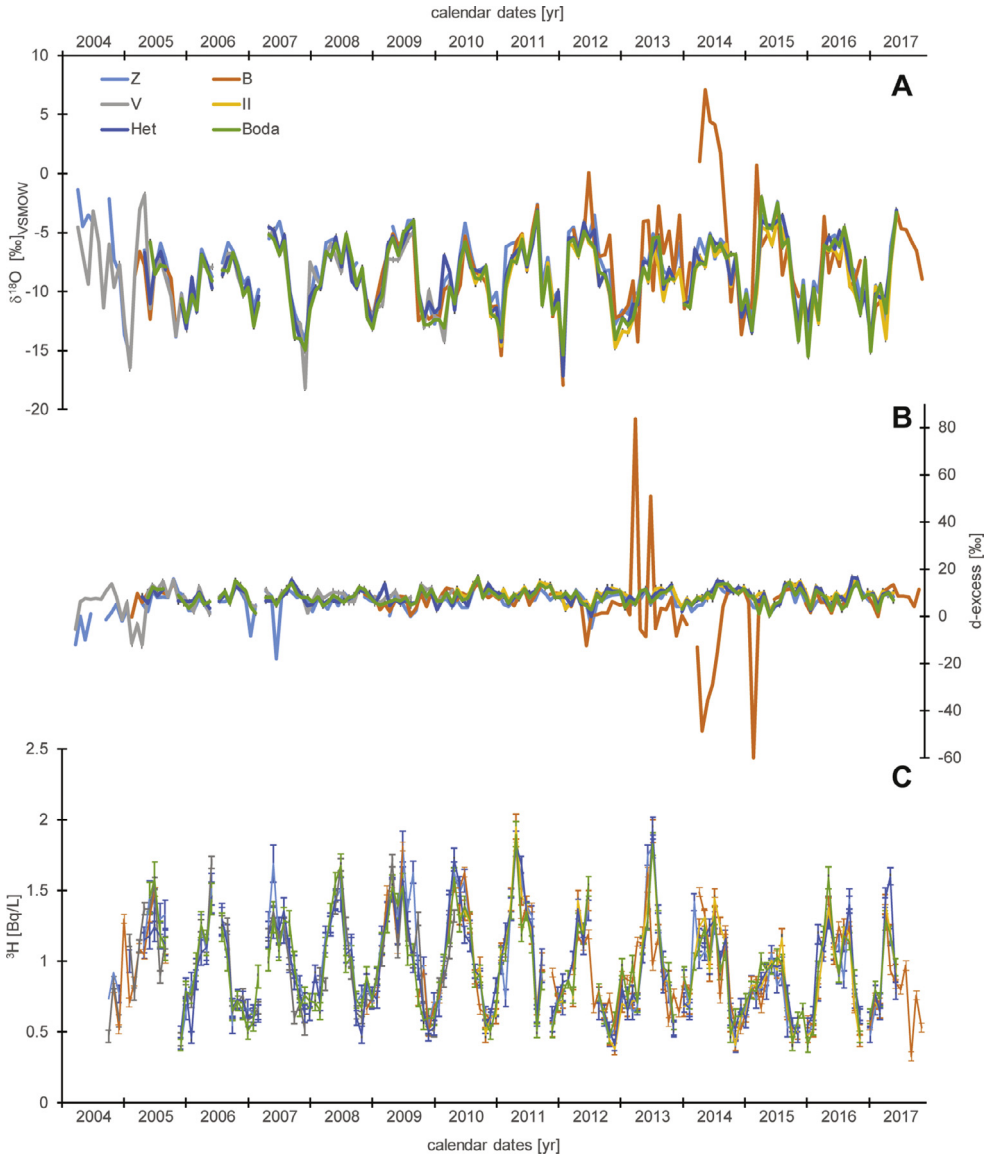 calendar dates [yr]
2004 2005 2006 2007 2008 2009 2010 2011 2012 2013 2014 2015 2016 2017
10
5
0
-5
-10
-15
-20
δ¹⁸O [‰]VSMOW
Z B
V II
Het Boda
A
B
80
60
40
20
0
-20
-40
-60
d-excess [‰]
C
2.5
2
1.5
1
0.5
0
³H [Bq/L]
2004 2005 2006 2007 2008 2009 2010 2011 2012 2013 2014 2015 2016 2017
calendar dates [yr]